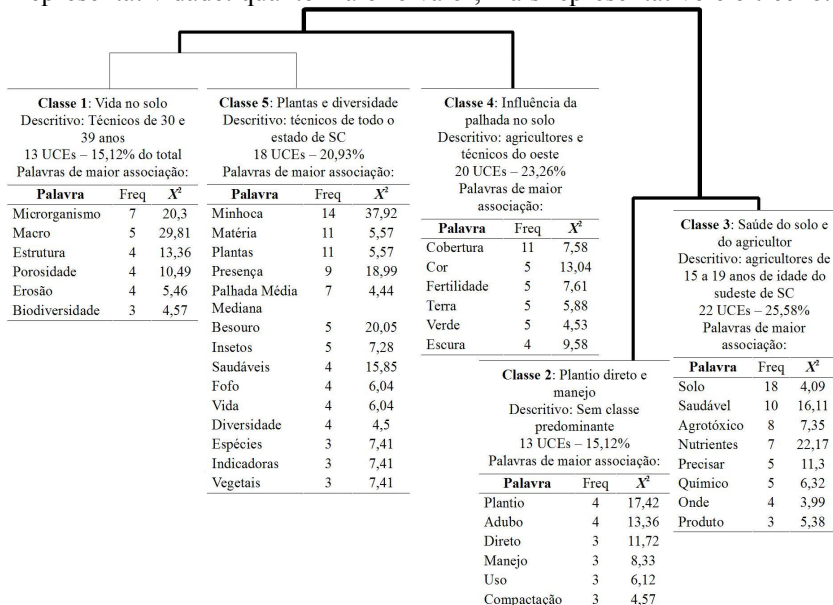 Classe 1: Vida no solo
Descritivo: Técnicos de 30 e
39 anos
13 UCEs – 15,12% do total
Palavras de maior associação:
Palavra Freq X²
Microrganismo 7 20,3
Macro 5 29,81
Estrutura 4 13,36
Porosidade 4 10,49
Erosão 4 5,46
Biodiversidade 3 4,57
Classe 5: Plantas e diversidade
Descritivo: técnicos de todo o
estado de SC
18 UCEs – 20,93%
Palavras de maior associação:
Palavra Freq X²
Minhoca 14 37,92
Matéria 11 5,57
Plantas 11 5,57
Presença 9 18,99
Palhada Média 7 4,44
Mediana
Besouro 5 20,05
Insetos 5 7,28
Saudáveis 4 15,85
Fofo 4 6,04
Vida 4 6,04
Diversidade 4 4,5
Espécies 3 7,41
Indicadoras 3 7,41
Vegetais 3 7,41
Classe 4: Influência da
palhada no solo
Descritivo: agricultores e
técnicos do oeste
20 UCEs – 23,26%
Palavras de maior
associação:
Palavra Freq X²
Cobertura 11 7,58
Cor 5 13,04
Fertilidade 5 7,61
Terra 5 5,88
Verde 5 4,53
Escura 4 9,58
Classe 2: Plantio direto e
manejo
Descritivo: Sem classe
predominante
13 UCEs – 15,12%
Palavras de maior associação:
Palavra Freq X²
Plantio 4 17,42
Adubo 4 13,36
Direto 3 11,72
Manejo 3 8,33
Uso 3 6,12
Compactação 3 4,57
Classe 3: Saúde do solo e
do agricultor
Descritivo: agricultores de
15 a 19 anos de idade do
sudeste de SC
22 UCEs – 25,58%
Palavras de maior
associação:
Palavra Freq X²
Solo 18 4,09
Saudável 10 16,11
Agrotóxico 8 7,35
Nutrientes 7 22,17
Precisar 5 11,3
Químico 5 6,32
Onde 4 3,99
Produto 3 5,38